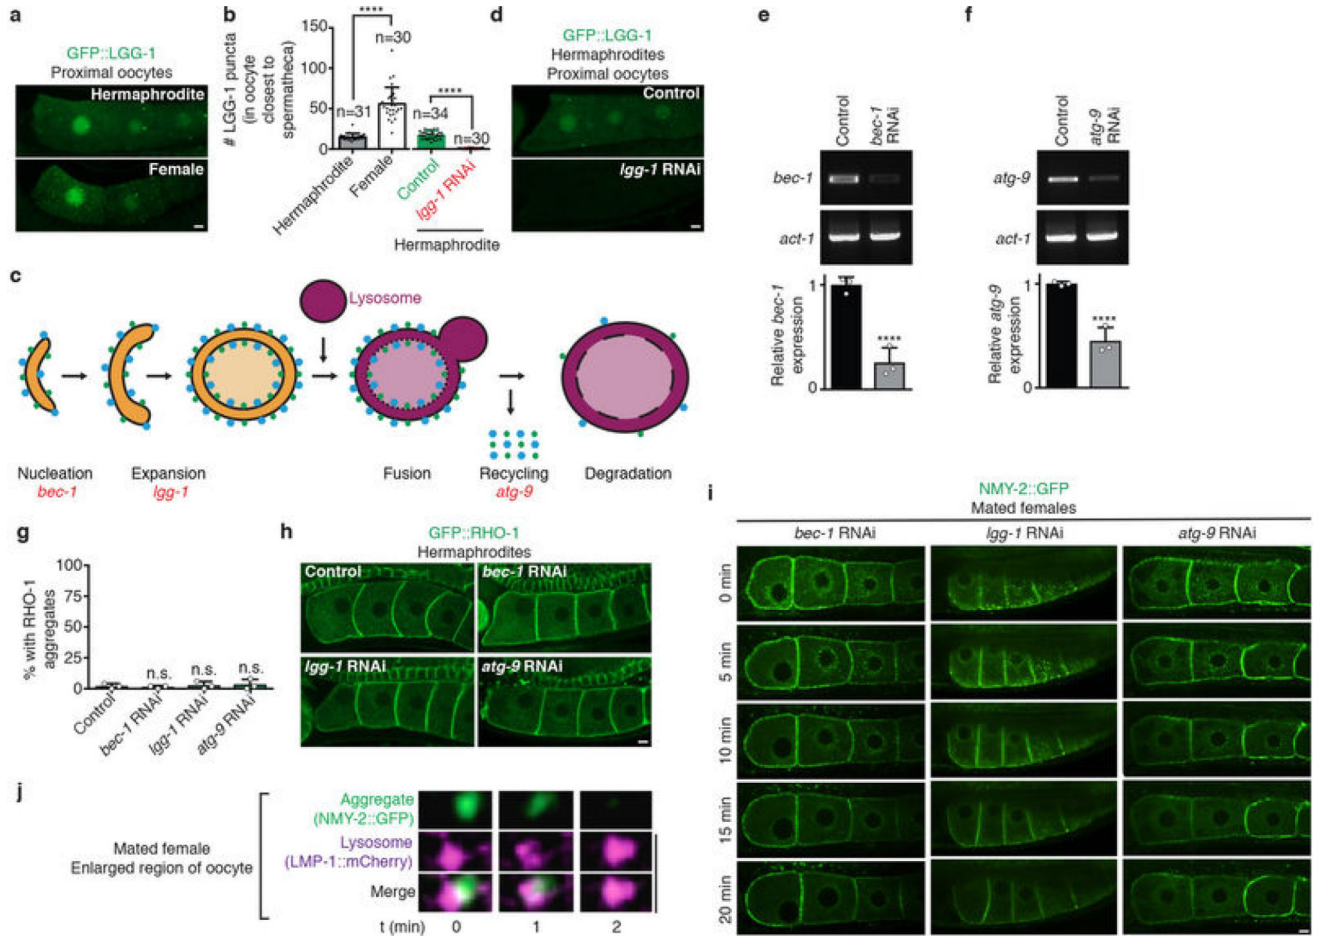 a
GFP::LGG-1
Proximal oocytes
Hermaphrodite
Female
b
# LGG-1 puncta
(in oocyte
closest to
spermatheca)
150
100
50
0
****
n=30
n=31
****
n=34
n=30
Hermaphrodite
Female
Control
lgg-1 RNAi
Hermaphrodite
d
GFP::LGG-1
Hermaphrodites
Proximal oocytes
Control
lgg-1 RNAi
e
Control
bec-1
RNAi
bec-1
act-1
Relative bec-1
expression
1
0
****
f
Control
atg-9
RNAi
atg-9
act-1
Relative atg-9
expression
1
0
****
c
Lysosome
Nucleation
bec-1
Expansion
lgg-1
Fusion
Recycling
atg-9
Degradation
g
% with RHO-1
aggregates
100
75
50
25
0
n.s.
n.s.
n.s.
Control
bec-1 RNAi
lgg-1 RNAi
atg-9 RNAi
h
GFP::RHO-1
Hermaphrodites
Control
bec-1 RNAi
lgg-1 RNAi
atg-9 RNAi
i
NMY-2::GFP
Mated females
bec-1 RNAi
lgg-1 RNAi
atg-9 RNAi
0 min
5 min
10 min
15 min
20 min
j
Mated female
Enlarged region of oocyte
Aggregate
(NMY-2::GFP)
Lysosome
(LMP-1::mCherry)
Merge
t (min)
0
1
2